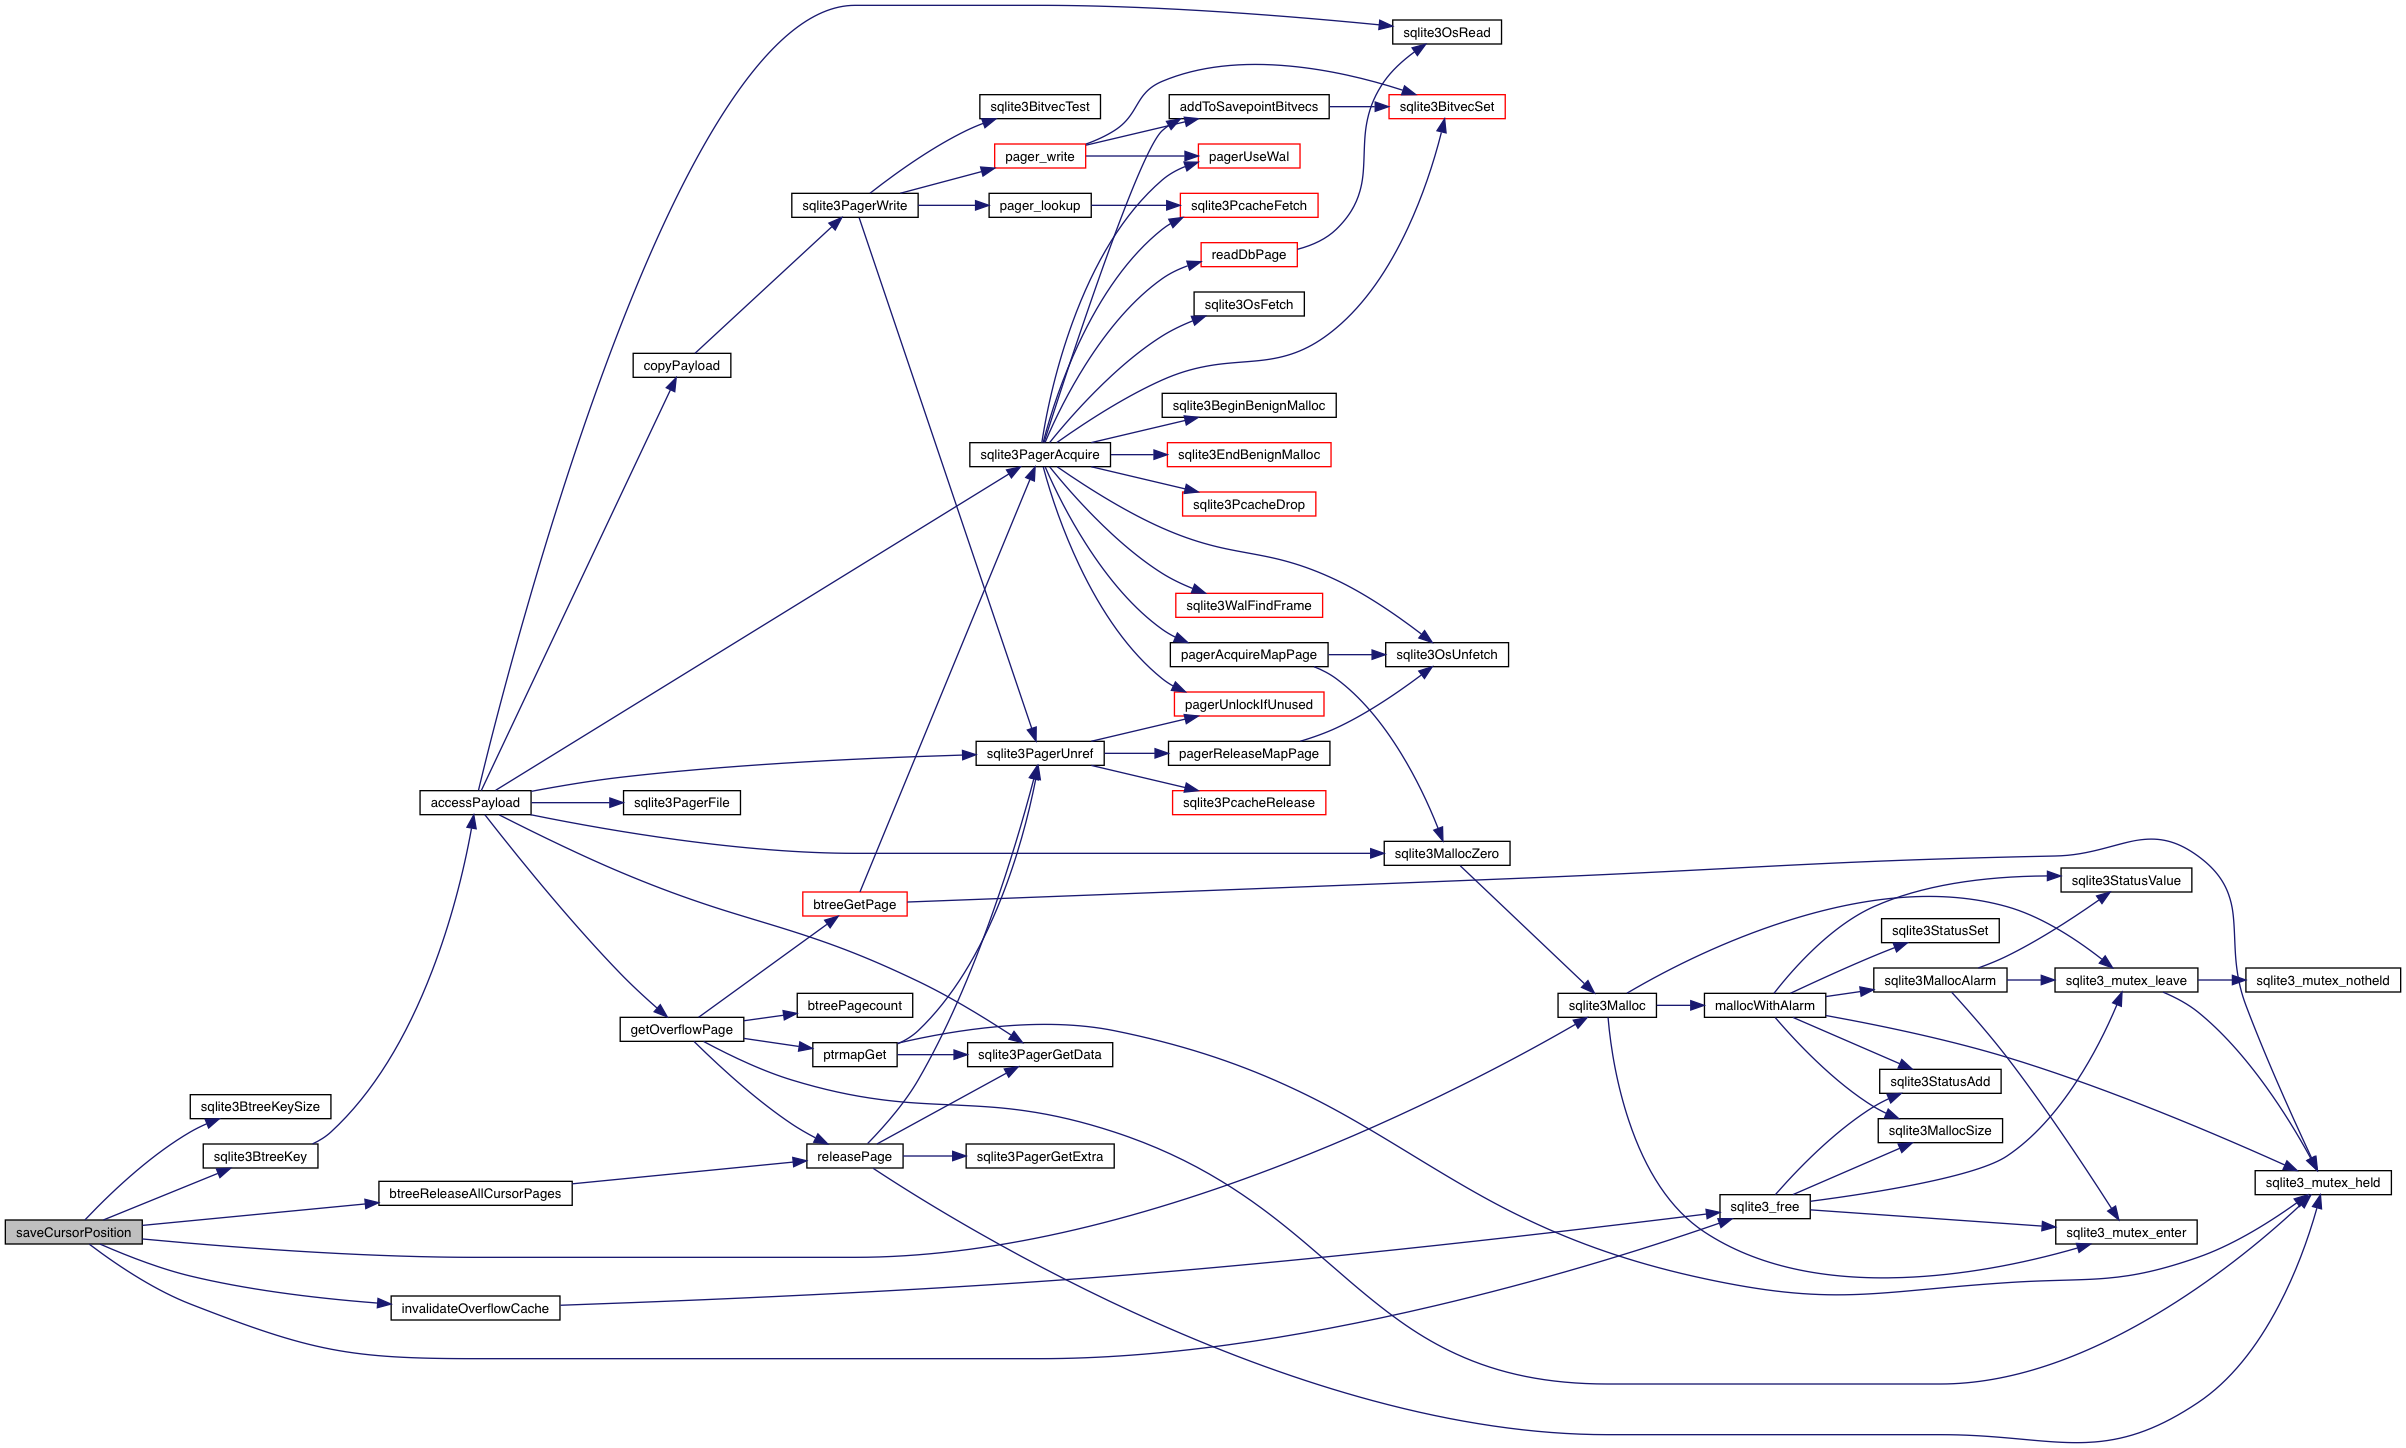 sqlite3OsRead
sqlite3BitvecTest
addToSavepointBitvecs
sqlite3BitvecSet
pager_write
pagerUseWal
sqlite3PagerWrite
pager_lookup
sqlite3PcacheFetch
readDbPage
sqlite3OsFetch
copyPayload
sqlite3BeginBenignMalloc
sqlite3PagerAcquire
sqlite3EndBenignMalloc
sqlite3PcacheDrop
sqlite3WalFindFrame
pagerAcquireMapPage
sqlite3OsUnfetch
pagerUnlockIfUnused
sqlite3PagerUnref
pagerReleaseMapPage
accessPayload
sqlite3PagerFile
sqlite3PcacheRelease
sqlite3MallocZero
sqlite3StatusValue
btreeGetPage
sqlite3StatusSet
sqlite3MallocAlarm
sqlite3_mutex_leave
sqlite3_mutex_notheld
btreePagecount
sqlite3Malloc
mallocWithAlarm
getOverflowPage
ptrmapGet
sqlite3PagerGetData
sqlite3StatusAdd
sqlite3BtreeKeySize
sqlite3MallocSize
sqlite3BtreeKey
releasePage
sqlite3PagerGetExtra
sqlite3_mutex_held
btreeReleaseAllCursorPages
sqlite3_free
saveCursorPosition
sqlite3_mutex_enter
invalidateOverflowCache